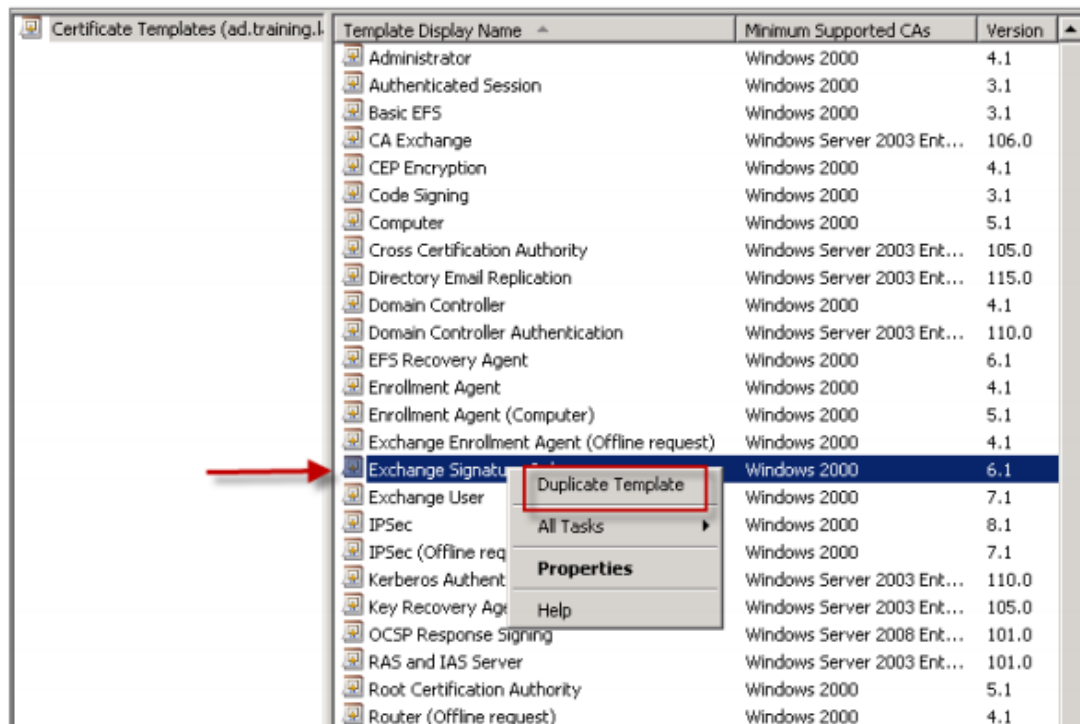 Certificate Templates (ad.training.l
Template Display Name Minimum Supported CAs Version
Administrator Windows 2000 4.1
Authenticated Session Windows 2000 3.1
Basic EFS Windows 2000 3.1
CA Exchange Windows Server 2003 Ent... 106.0
CEP Encryption Windows 2000 4.1
Code Signing Windows 2000 3.1
Computer Windows 2000 5.1
Cross Certification Authority Windows Server 2003 Ent... 105.0
Directory Email Replication Windows Server 2003 Ent... 115.0
Domain Controller Windows 2000 4.1
Domain Controller Authentication Windows Server 2003 Ent... 110.0
EFS Recovery Agent Windows 2000 6.1
Enrollment Agent Windows 2000 4.1
Enrollment Agent (Computer) Windows 2000 5.1
Exchange Enrollment Agent (Offline request) Windows 2000 4.1
Exchange Signatu Windows 2000 6.1
Duplicate Template
Exchange User Windows 2000 7.1
IPSec Windows 2000 8.1
All Tasks
IPSec (Offline req Windows 2000 7.1
Properties
Kerberos Authent Windows Server 2003 Ent... 110.0
Key Recovery Age Windows Server 2003 Ent... 105.0
Help
OCSP Response Signing Windows Server 2008 Ent... 101.0
RAS and IAS Server Windows Server 2003 Ent... 101.0
Root Certification Authority Windows 2000 5.1
Router (Offline request) Windows 2000 4.1